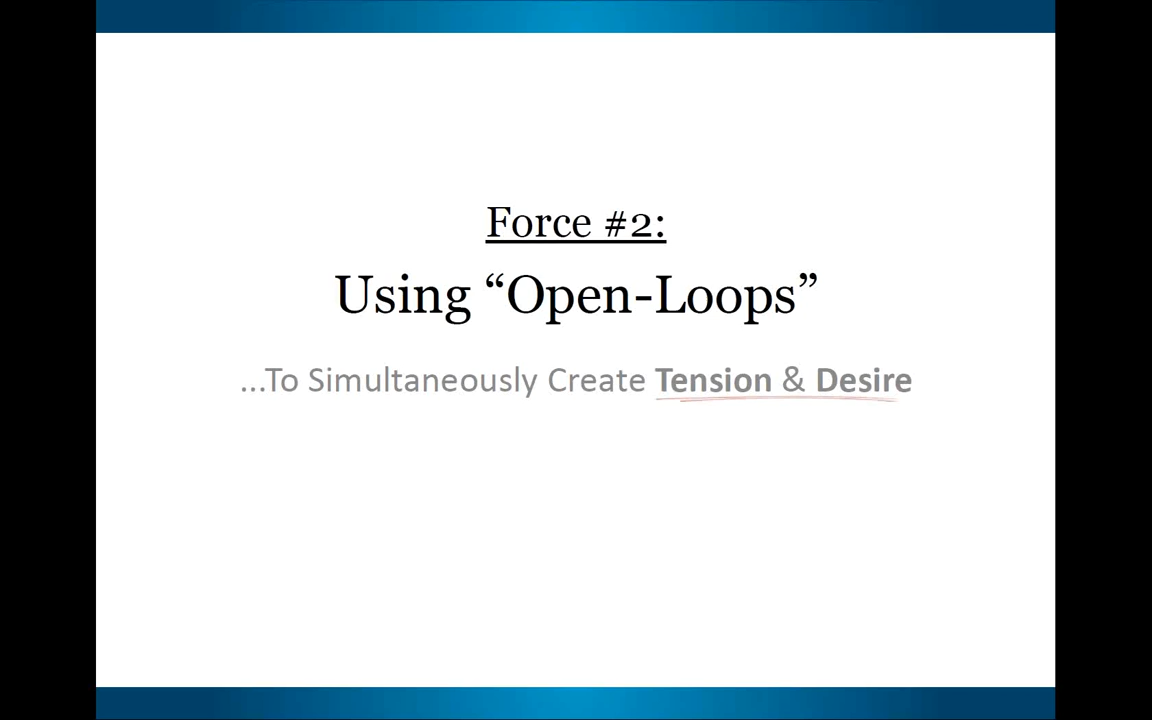 Force #2:
Using “Open-Loops”
...To Simultaneously Create Tension & Desire